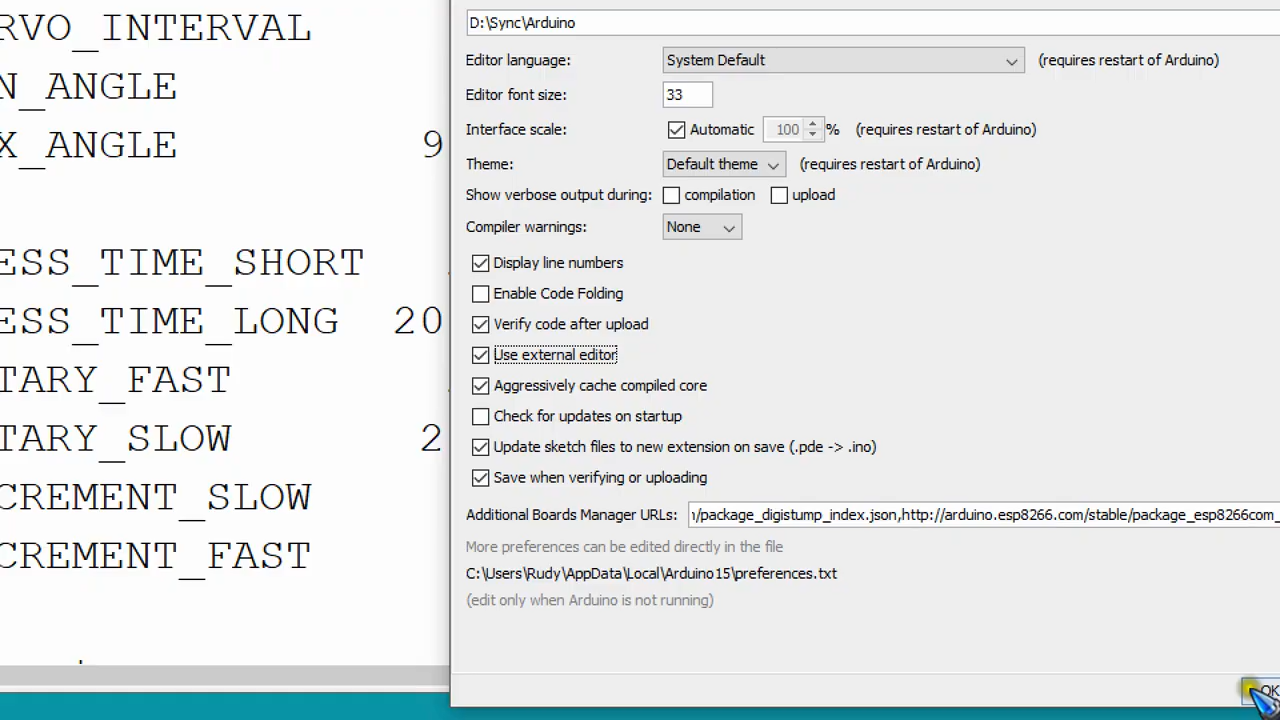 RVO_INTERVAL
N_ANGLE
X_ANGLE 9
ESS_TIME_SHORT
ESS_TIME_LONG 20
TARY_FAST
TARY_SLOW 2
CREMENT_SLOW
CREMENT_FAST
D:\Sync\Arduino
Editor language: System Default (requires restart of Arduino)
Editor font size: 33
Interface scale: Automatic 100 % (requires restart of Arduino)
Theme: Default theme (requires restart of Arduino)
Show verbose output during: compilation upload
Compiler warnings: None
Display line numbers
Enable Code Folding
Verify code after upload
Use external editor
Aggressively cache compiled core
Check for updates on startup
Update sketch files to new extension on save (.pde -> .ino)
Save when verifying or uploading
Additional Boards Manager URLs: /package_digistump_index.json,http://arduino.esp8266.com/stable/package_esp8266com_
More preferences can be edited directly in the file
C:\Users\Rudy\AppData\Local\Arduino15\preferences.txt
(edit only when Arduino is not running)
OK